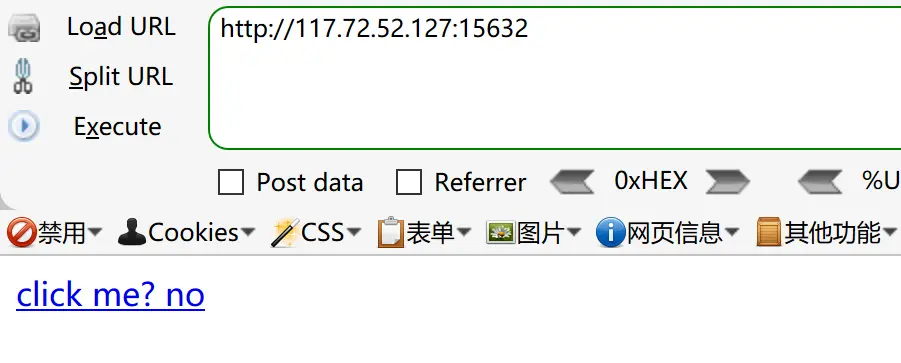 Load URL
http://117.72.52.127:15632
Split URL
Execute
Post data Referrer 0xHEX %U
禁用 Cookies CSS 表单 图片 网页信息 其他功能
click me? no